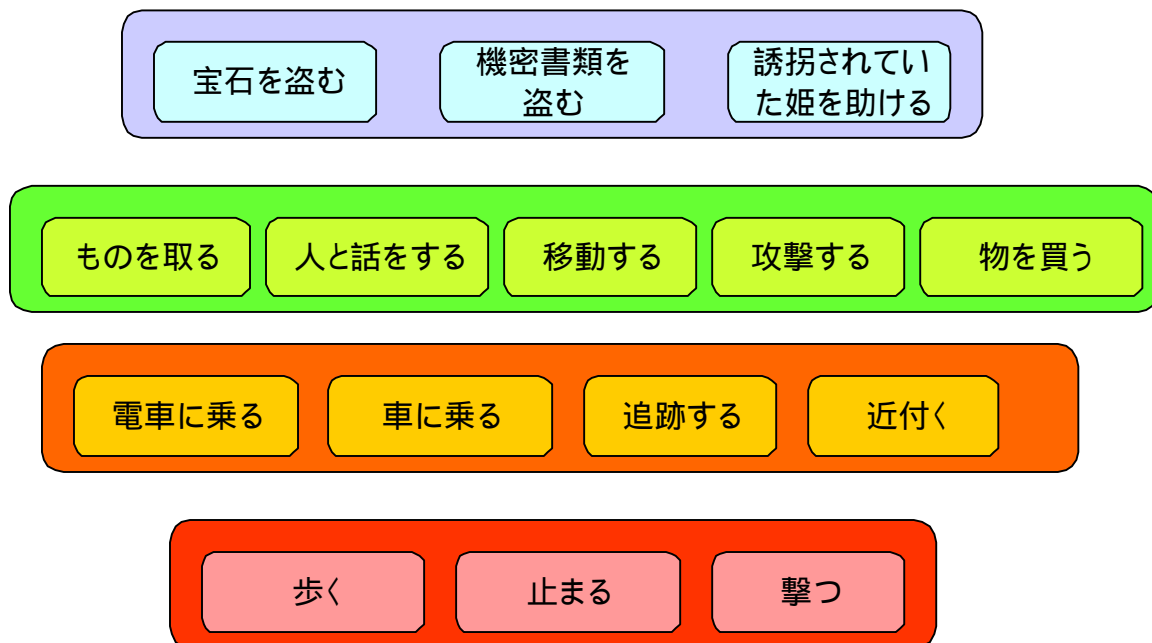 宝石を盗む
機密書類を
盗む
誘拐されてい
た姫を助ける
ものを取る
人と話をする
移動する
攻撃する
物を買う
電車に乗る
車に乗る
追跡する
近付く
歩く
止まる
撃つ